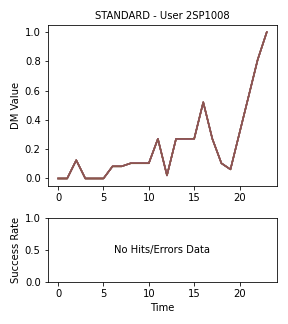 STANDARD - User 2SP1008
1.0
0.8
0.6
0.4
0.2
0.0
DM Value
0 5 10 15 20
1.0
0.5
0.0
Success Rate
No Hits/Errors Data
0 5 10 15 20
Time